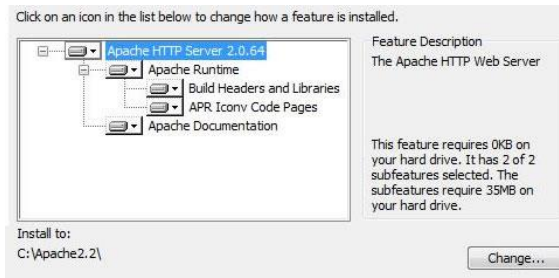 Click on an icon in the list below to change how a feature is installed.
Apache HTTP Server 2.0.64
Apache Runtime
Build Headers and Libraries
APR Iconv Code Pages
Apache Documentation
Feature Description
The Apache HTTP Web Server
This feature requires 0KB on
your hard drive. It has 2 of 2
subfeatures selected. The
subfeatures require 35MB on
your hard drive.
Install to:
C:\Apache2.2\
Change...